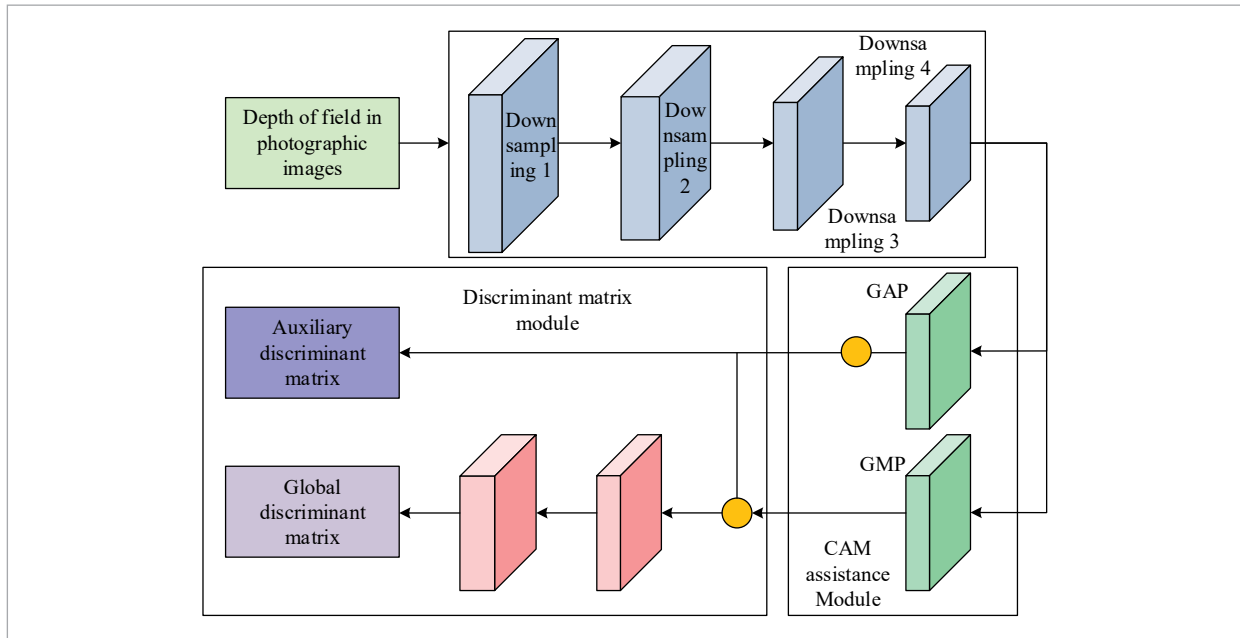 Depth of field in
photographic
images
Down
sampl
ing 1
Dow
nsam
pling
2
Downsa
mpling 3
Downsa
mpling 4
GAP
GMP
CAM
assistance
Module
Discriminant matrix
module
Auxiliary
discriminant
matrix
Global
discriminant
matrix